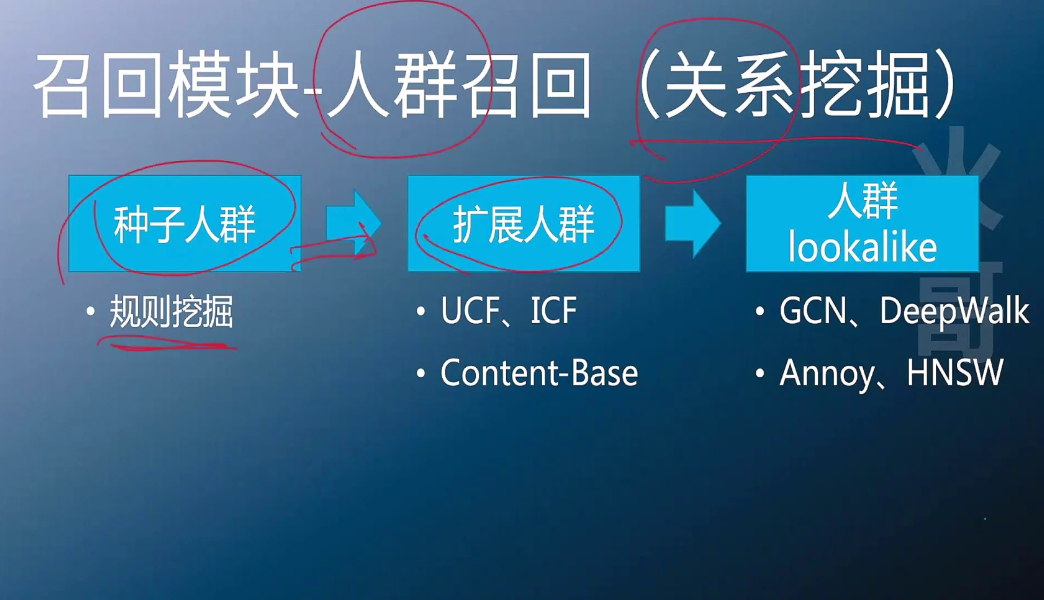 召回模块-人群召回（关系挖掘）
种子人群
扩展人群
人群
lookalike
• 规则挖掘
• UCF、ICF
• Content-Base
• GCN、DeepWalk
• Annoy、HNSW
火哥